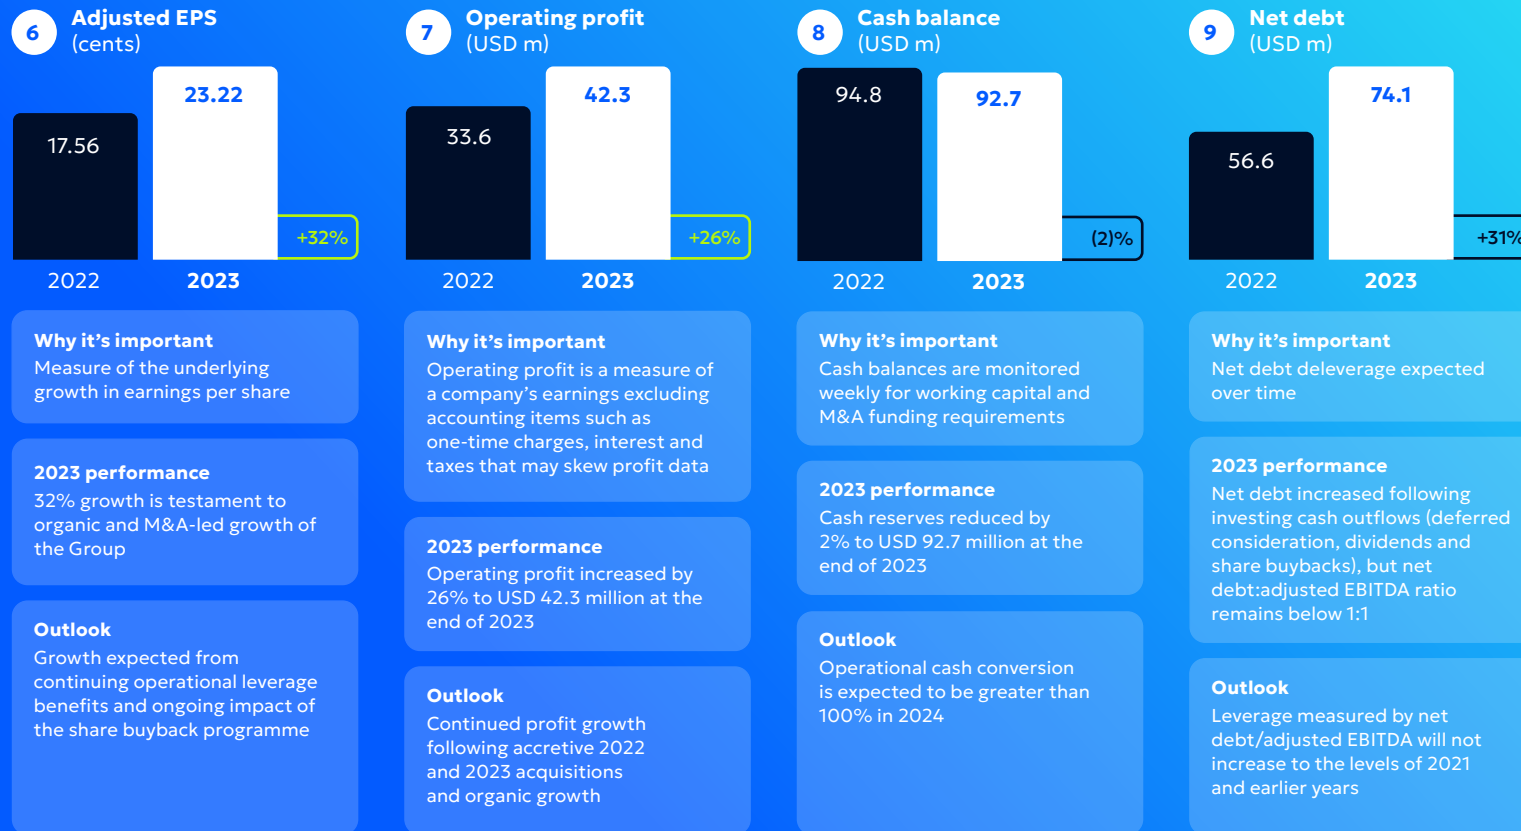 6
Adjusted EPS
(cents)
17.56
23.22
+32%
2022
2023
Why it’s important
Measure of the underlying
growth in earnings per share
2023 performance
32% growth is testament to
organic and M&A-led growth of
the Group
Outlook
Growth expected from
continuing operational leverage
benefits and ongoing impact of
the share buyback programme
7
Operating profit
(USD m)
33.6
42.3
+26%
2022
2023
Why it’s important
Operating profit is a measure of
a company’s earnings excluding
accounting items such as
one-time charges, interest and
taxes that may skew profit data
2023 performance
Operating profit increased by
26% to USD 42.3 million at the
end of 2023
Outlook
Continued profit growth
following accretive 2022
and 2023 acquisitions
and organic growth
8
Cash balance
(USD m)
94.8
92.7
(2)%
2022
2023
Why it’s important
Cash balances are monitored
weekly for working capital and
M&A funding requirements
2023 performance
Cash reserves reduced by
2% to USD 92.7 million at the
end of 2023
Outlook
Operational cash conversion
is expected to be greater than
100% in 2024
9
Net debt
(USD m)
56.6
74.1
+31%
2022
2023
Why it’s important
Net debt deleverage expected
over time
2023 performance
Net debt increased following
investing cash outflows (deferred
consideration, dividends and
share buybacks), but net
debt:adjusted EBITDA ratio
remains below 1:1
Outlook
Leverage measured by net
debt/adjusted EBITDA will not
increase to the levels of 2021
and earlier years